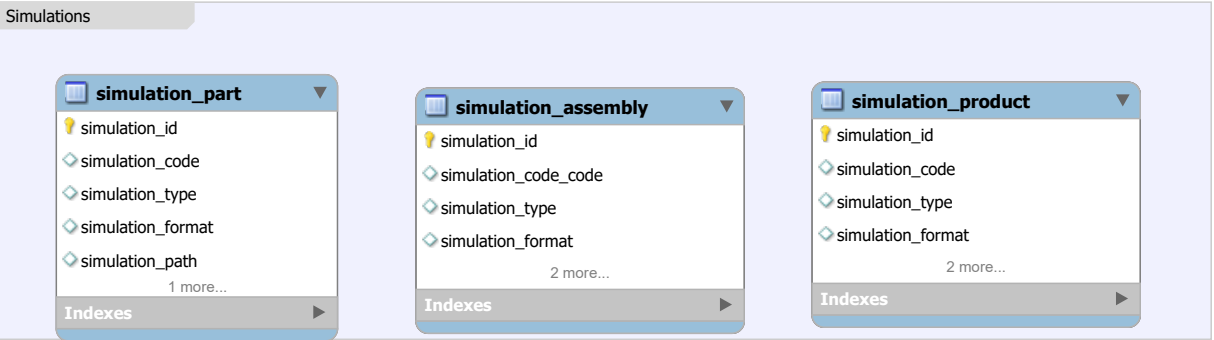 Simulations
simulation_part
simulation_id
simulation_code
simulation_type
simulation_format
simulation_path
1 more...
Indexes
simulation_assembly
simulation_id
simulation_code_code
simulation_type
simulation_format
2 more...
Indexes
simulation_product
simulation_id
simulation_code
simulation_type
simulation_format
2 more...
Indexes